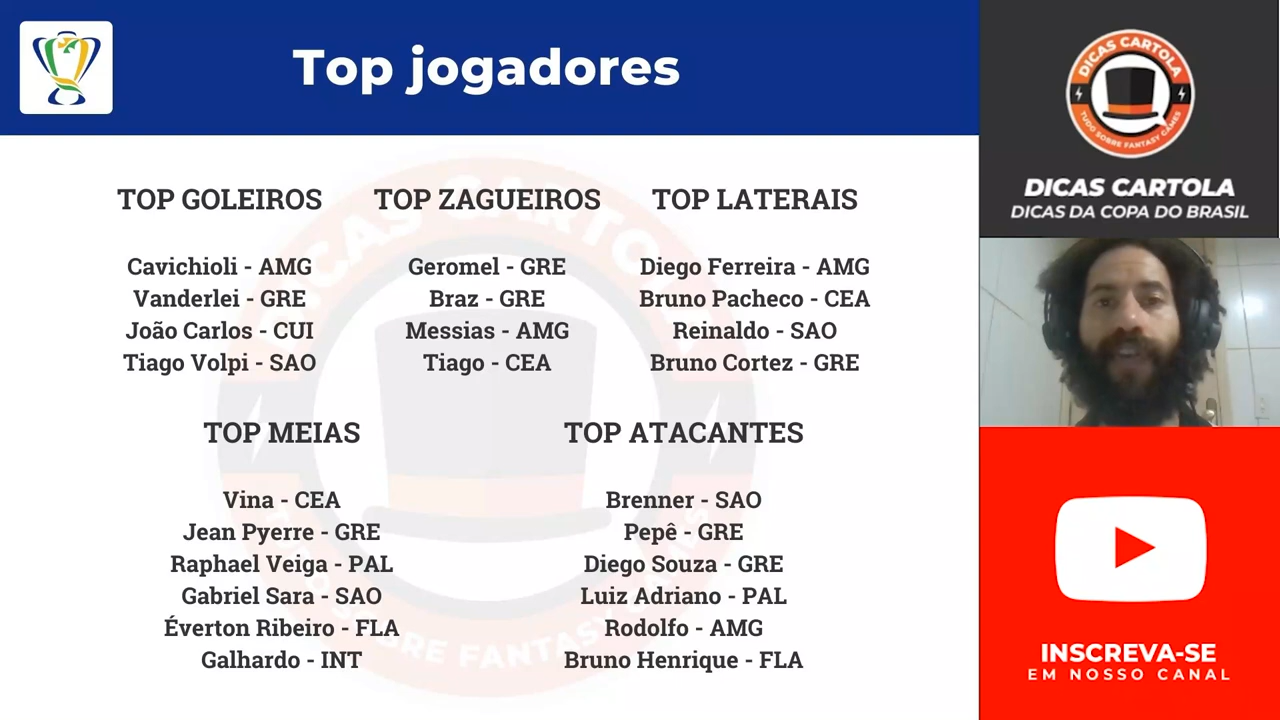 Top jogadores
TOP GOLEIROS
Cavichioli - AMG
Vanderlei - GRE
João Carlos - CUI
Tiago Volpi - SAO
TOP ZAGUEIROS
Geromel - GRE
Braz - GRE
Messias - AMG
Tiago - CEA
TOP LATERAIS
Diego Ferreira - AMG
Bruno Pacheco - CEA
Reinaldo - SAO
Bruno Cortez - GRE
TOP MEIAS
Vina - CEA
Jean Pyerre - GRE
Raphael Veiga - PAL
Gabriel Sara - SAO
Éverton Ribeiro - FLA
Galhardo - INT
TOP ATACANTES
Brenner - SAO
Pepê - GRE
Diego Souza - GRE
Luiz Adriano - PAL
Rodolfo - AMG
Bruno Henrique - FLA
DICAS CARTOLA
TUDO SOBRE FANTASY GAMES
DICAS CARTOLA
DICAS DA COPA DO BRASIL
INSCREVA-SE
EM NOSSO CANAL